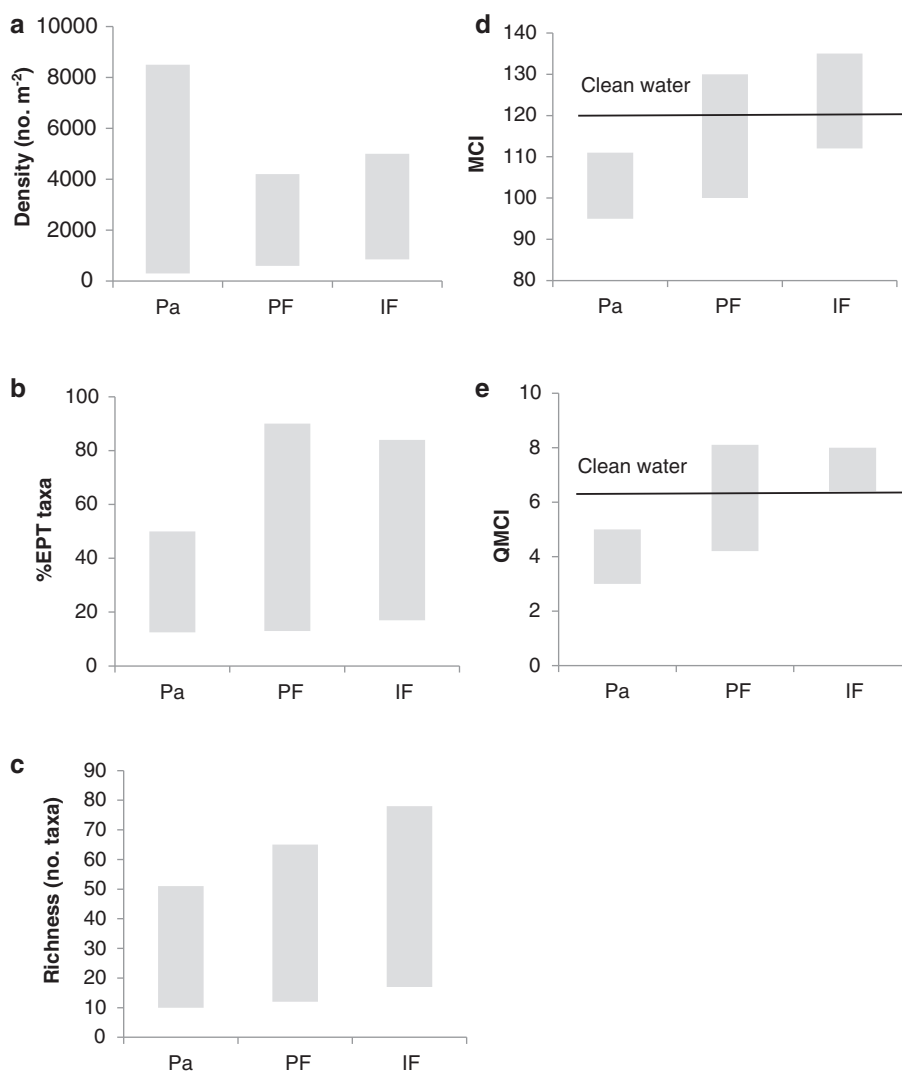 a
Density (no. m-2)
10000
8000
6000
4000
2000
0
Pa PF IF
b
%EPT taxa
100
80
60
40
20
0
Pa PF IF
c
Richness (no. taxa)
90
80
70
60
50
40
30
20
10
0
Pa PF IF
d
MCI
140
130
120
110
100
90
80
Clean water
Pa PF IF
e
QMCI
10
8
6
4
2
0
Clean water
Pa PF IF